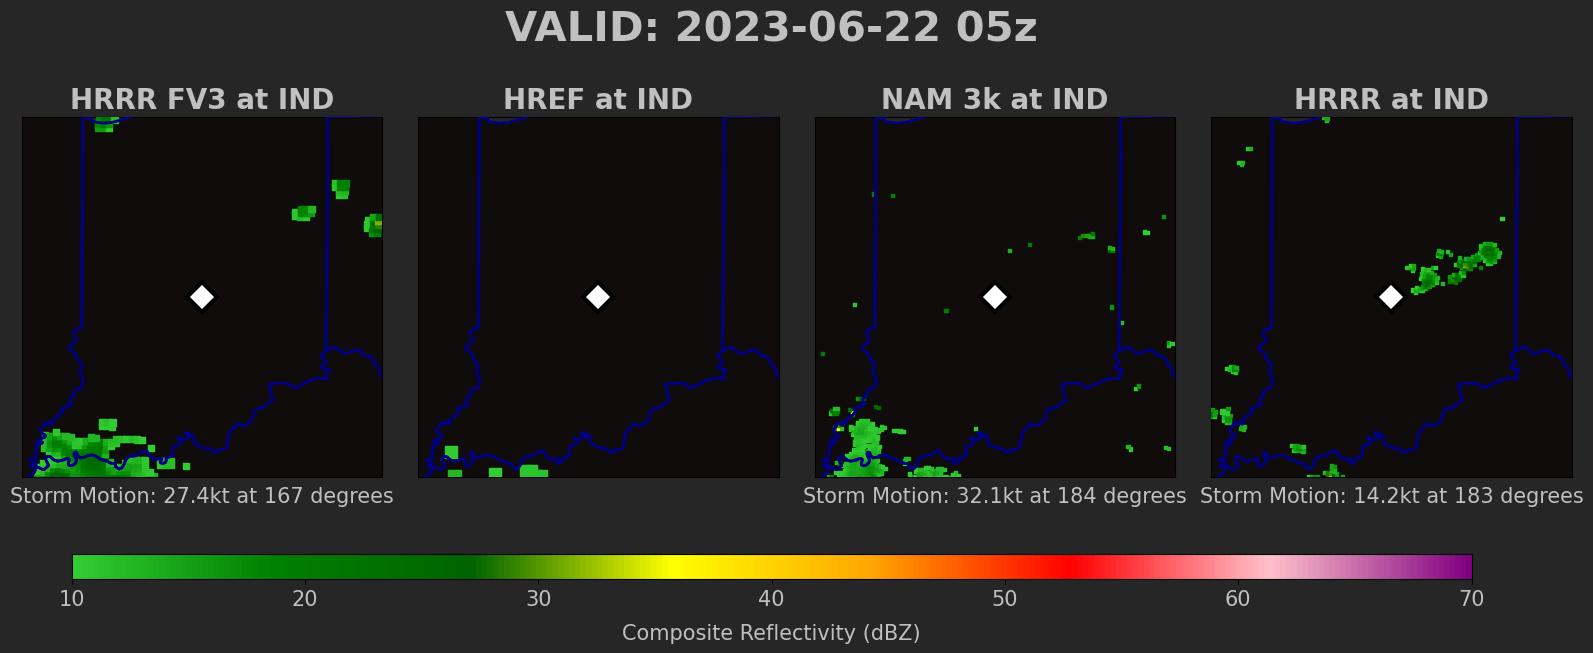 VALID: 2023-06-22 05z
HRRR FV3 at IND
HREF at IND
NAM 3k at IND
HRRR at IND
Storm Motion: 27.4kt at 167 degrees
Storm Motion: 32.1kt at 184 degrees
Storm Motion: 14.2kt at 183 degrees
10 20 30 40 50 60 70
Composite Reflectivity (dBZ)